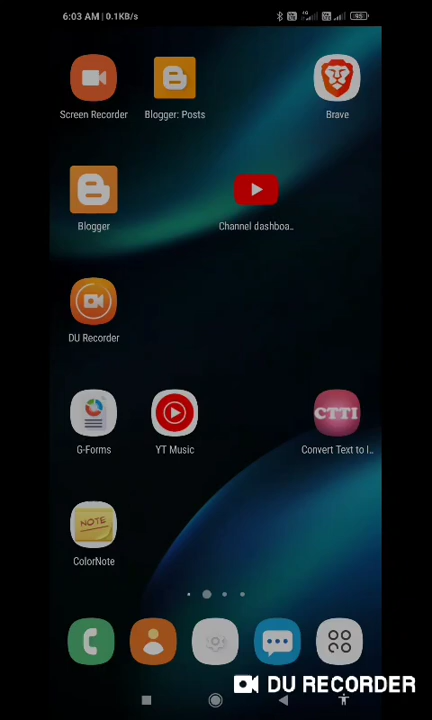 6:03 AM | 0.1KB/s
95
Screen Recorder
Blogger: Posts
Brave
Blogger
Channel dashboa..
DU Recorder
G-Forms
YT Music
CTTI
Convert Text to I..
NOTE
ColorNote
DU RECORDER